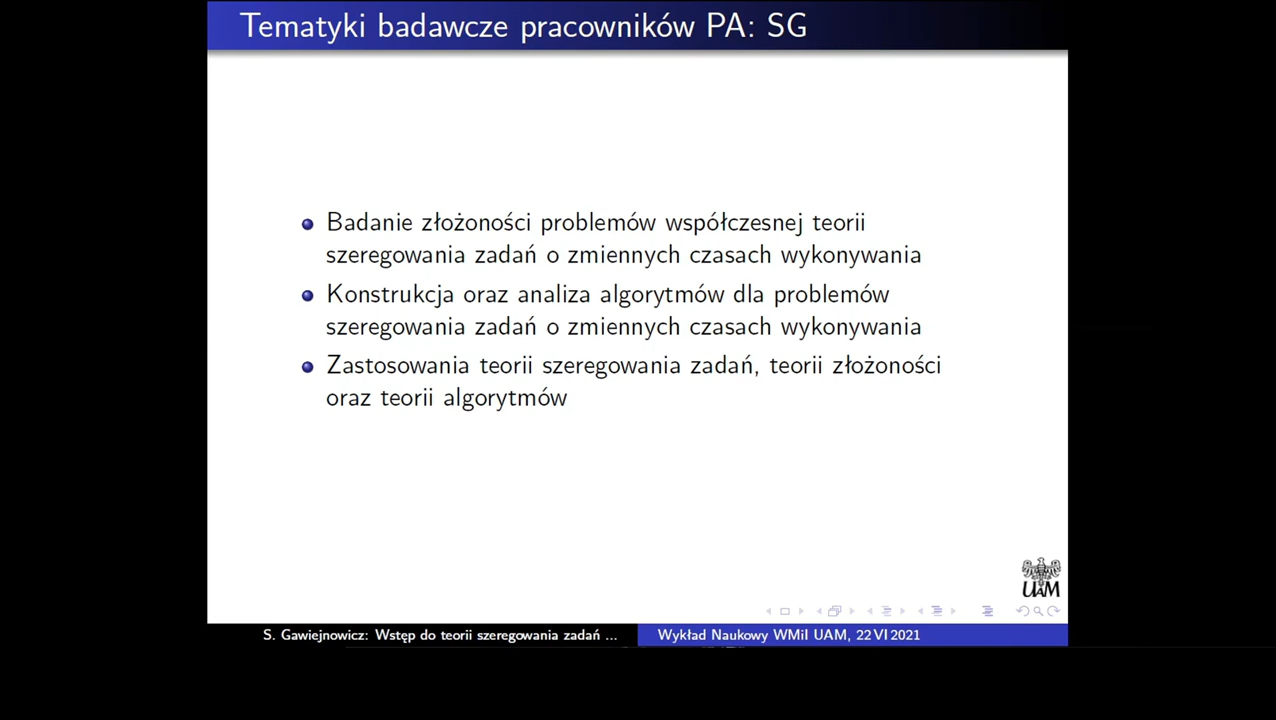 Tematyki badawcze pracowników PA: SG
Badanie złożoności problemów współczesnej teorii
szeregowania zadań o zmiennych czasach wykonywania
Konstrukcja oraz analiza algorytmów dla problemów
szeregowania zadań o zmiennych czasach wykonywania
Zastosowania teorii szeregowania zadań, teorii złożoności
oraz teorii algorytmów
UAM
S. Gawiejnowicz: Wstęp do teorii szeregowania zadań ...
Wykład Naukowy WMiI UAM, 22 VI 2021